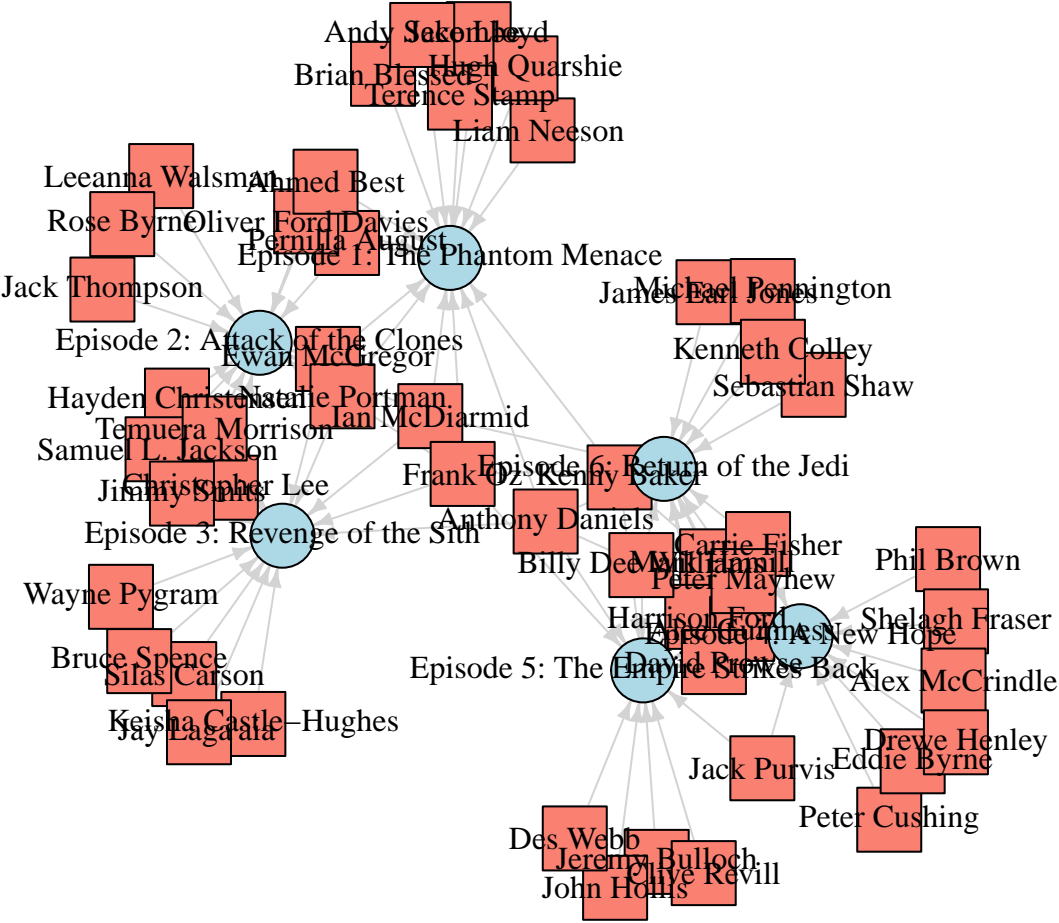 Andy Secombe
Jake Lloyd
Hugh Quarshie
Brian Blessed
Terence Stamp
Liam Neeson
Leeanna Walsman
Ahmed Best
Rose Byrne
Oliver Ford Davies
Pernilla August
Episode 1: The Phantom Menace
Jack Thompson
Michael Pennington
James Earl Jones
Episode 2: Attack of the Clones
Ewan McGregor
Kenneth Colley
Sebastian Shaw
Hayden Christensen
Natalie Portman
Ian McDiarmid
Temuera Morrison
Samuel L. Jackson
Episode 6: Return of the Jedi
Frank Oz
Kenny Baker
Christopher Lee
Jimmy Smits
Anthony Daniels
Episode 3: Revenge of the Sith
Carrie Fisher
Billy Dee Williams
Mark Hamill
Phil Brown
Peter Mayhew
Wayne Pygram
Harrison Ford
Shelagh Fraser
Alec Guinness
Episode 4: A New Hope
Bruce Spence
David Prowse
Episode 5: The Empire Strikes Back
Silas Carson
Alex McCrindle
Keisha Castle–Hughes
Jay Laga'aia
Drewe Henley
Eddie Byrne
Jack Purvis
Peter Cushing
Des Webb
Jeremy Bulloch
Clive Revill
John Hollis